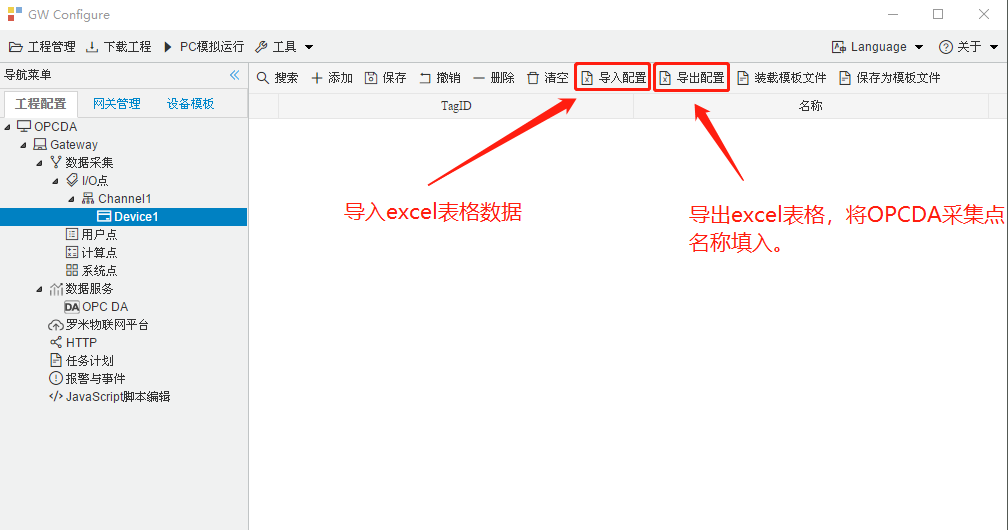 GW Configure
工程管理 下载工程 PC模拟运行 工具 Language 关于
导航菜单
搜索 添加 保存 撤销 删除 清空 导入配置 导出配置 装载模板文件 保存为模板文件
工程配置 网关管理 设备模板
TagID 名称
OPCDA
Gateway
数据采集
I/O点
Channel1
Device1
用户点
计算点
系统点
数据服务
DA OPC DA
罗米物联网平台
HTTP
任务计划
报警与事件
JavaScript脚本编辑
导入excel表格数据
导出excel表格，将OPCDA采集点
名称填入。